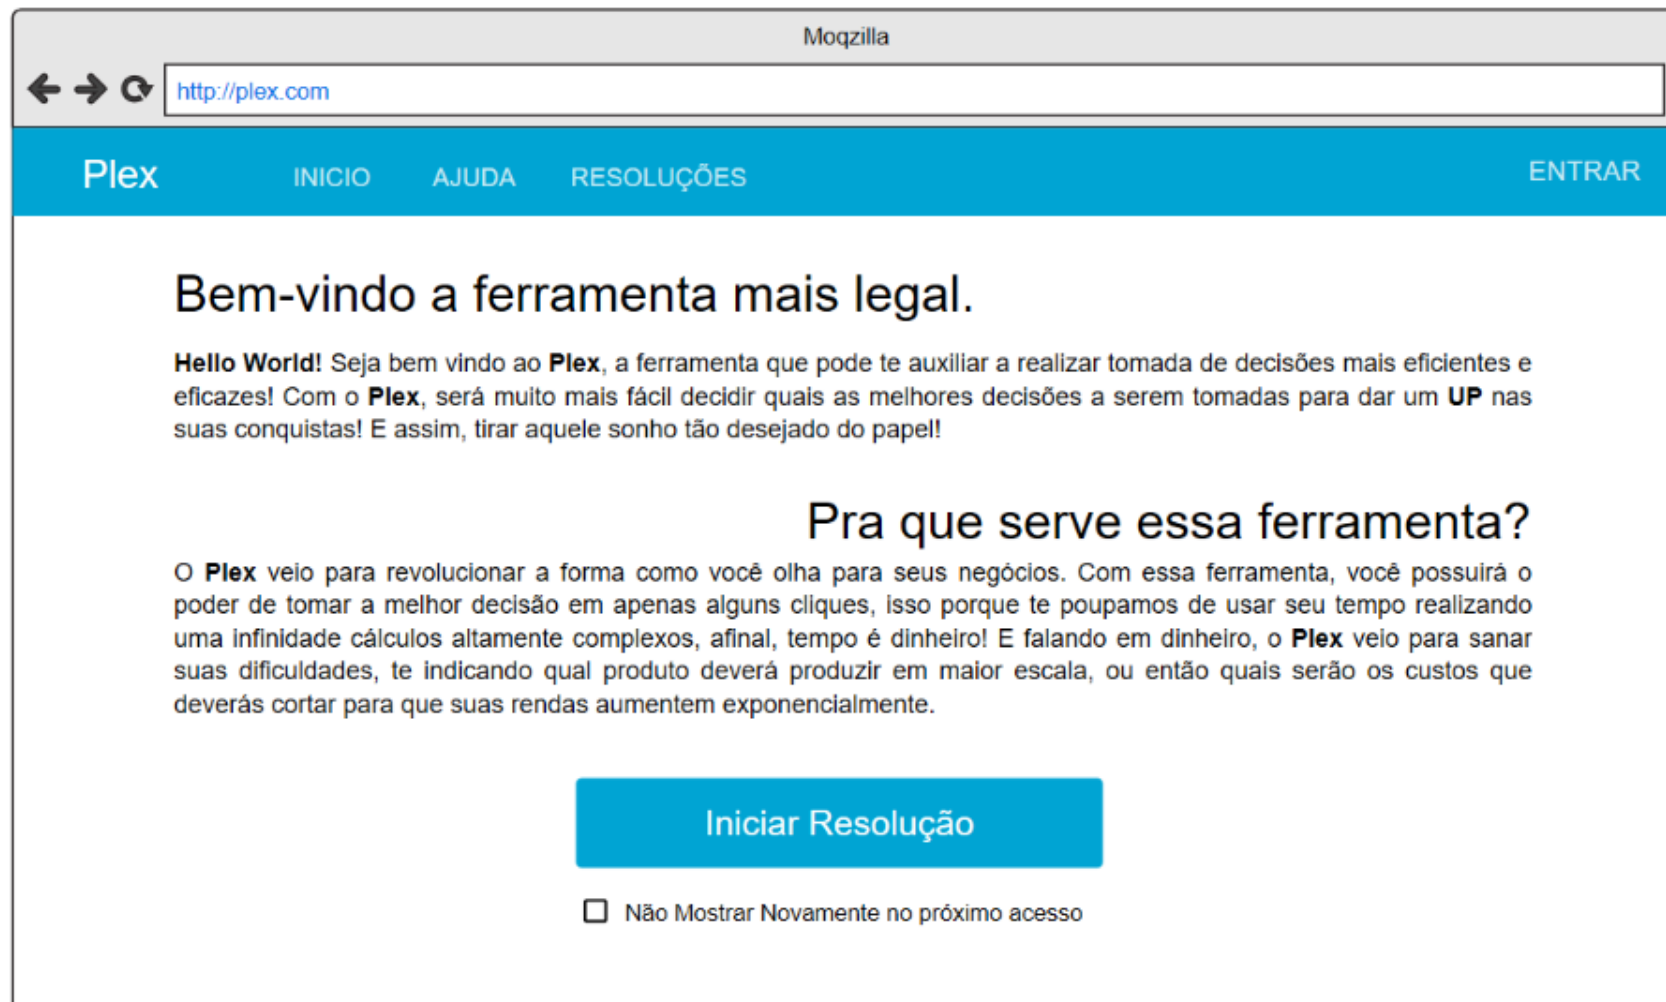 Moqzilla
http://plex.com
Plex INICIO AJUDA RESOLUÇÕES ENTRAR
Bem-vindo a ferramenta mais legal.
Hello World! Seja bem vindo ao Plex, a ferramenta que pode te auxiliar a realizar tomada de decisões mais eficientes e
eficazes! Com o Plex, será muito mais fácil decidir quais as melhores decisões a serem tomadas para dar um UP nas
suas conquistas! E assim, tirar aquele sonho tão desejado do papel!
Pra que serve essa ferramenta?
O Plex veio para revolucionar a forma como você olha para seus negócios. Com essa ferramenta, você possuirá o
poder de tomar a melhor decisão em apenas alguns cliques, isso porque te poupamos de usar seu tempo realizando
uma infinidade cálculos altamente complexos, afinal, tempo é dinheiro! E falando em dinheiro, o Plex veio para sanar
suas dificuldades, te indicando qual produto deverá produzir em maior escala, ou então quais serão os custos que
deverás cortar para que suas rendas aumentem exponencialmente.
Iniciar Resolução
Não Mostrar Novamente no próximo acesso